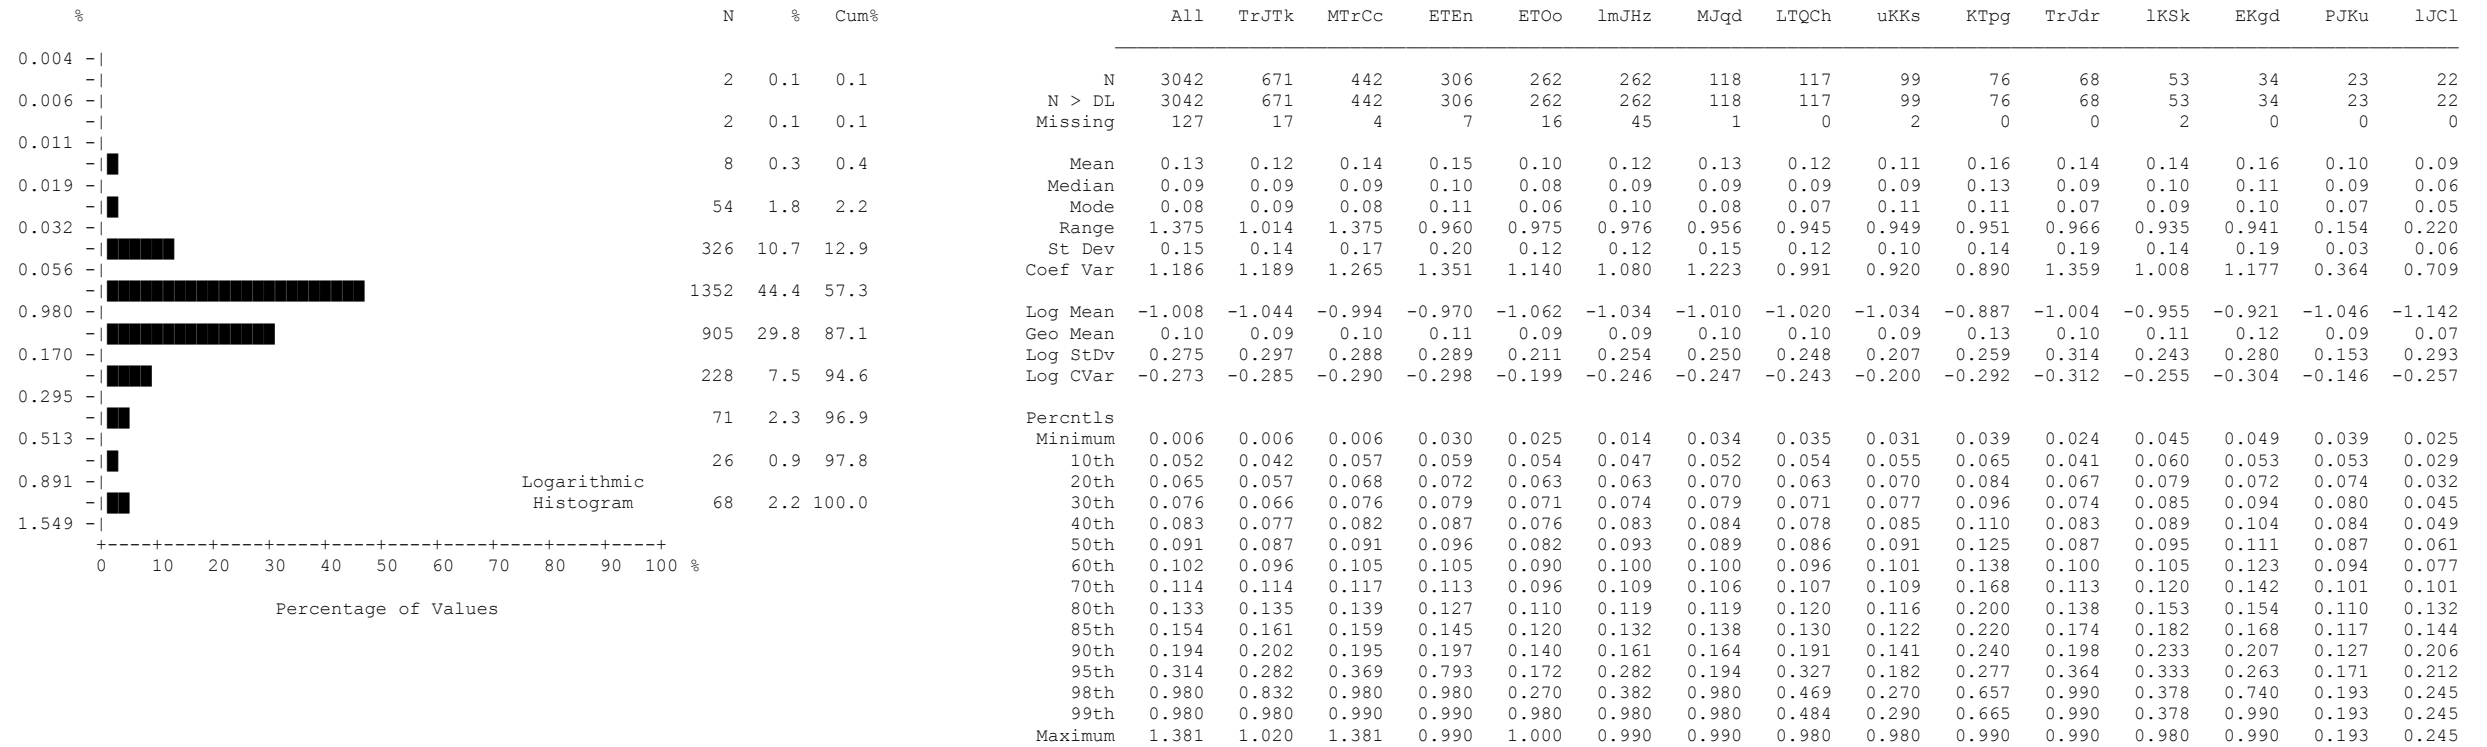 % N % Cum% All TrJTk MTrCc ETEn ETOo lmJHz MJqd LTQCh uKKs KTpg TrJdr lKSk EKgd PJKu lJCl
0.004 -|
-| 2 0.1 0.1 N 3042 671 442 306 262 262 118 117 99 76 68 53 34 23 22
0.006 -| N > DL 3042 671 442 306 262 262 118 117 99 76 68 53 34 23 22
-| 2 0.1 0.1 Missing 127 17 4 7 16 45 1 0 2 0 0 2 0 0 0
0.011 -|
-| 8 0.3 0.4 Mean 0.13 0.12 0.14 0.15 0.10 0.12 0.13 0.12 0.11 0.16 0.14 0.14 0.16 0.10 0.09
0.019 -| Median 0.09 0.09 0.09 0.10 0.08 0.09 0.09 0.09 0.09 0.13 0.09 0.10 0.11 0.09 0.06
-| 54 1.8 2.2 Mode 0.08 0.09 0.08 0.11 0.06 0.10 0.08 0.07 0.11 0.11 0.07 0.09 0.10 0.07 0.05
0.032 -| Range 1.375 1.014 1.375 0.960 0.975 0.976 0.956 0.945 0.949 0.951 0.966 0.935 0.941 0.154 0.220
-| 326 10.7 12.9 St Dev 0.15 0.14 0.17 0.20 0.12 0.12 0.15 0.12 0.10 0.14 0.19 0.14 0.19 0.03 0.06
0.056 -| Coef Var 1.186 1.189 1.265 1.351 1.140 1.080 1.223 0.991 0.920 0.890 1.359 1.008 1.177 0.364 0.709
-| 1352 44.4 57.3
0.980 -| Log Mean -1.008 -1.044 -0.994 -0.970 -1.062 -1.034 -1.010 -1.020 -1.034 -0.887 -1.004 -0.955 -0.921 -1.046 -1.142
-| 905 29.8 87.1 Geo Mean 0.10 0.09 0.10 0.11 0.09 0.09 0.10 0.10 0.09 0.13 0.10 0.11 0.12 0.09 0.07
0.170 -| Log StDv 0.275 0.297 0.288 0.289 0.211 0.254 0.250 0.248 0.207 0.259 0.314 0.243 0.280 0.153 0.293
-| 228 7.5 94.6 Log CVar -0.273 -0.285 -0.290 -0.298 -0.199 -0.246 -0.247 -0.243 -0.200 -0.292 -0.312 -0.255 -0.304 -0.146 -0.257
0.295 -|
-| 71 2.3 96.9 Percntls
0.513 -| Minimum 0.006 0.006 0.006 0.030 0.025 0.014 0.034 0.035 0.031 0.039 0.024 0.045 0.049 0.039 0.025
-| 26 0.9 97.8 10th 0.052 0.042 0.057 0.059 0.054 0.047 0.052 0.054 0.055 0.065 0.041 0.060 0.053 0.053 0.029
0.891 -| Logarithmic 20th 0.065 0.057 0.068 0.072 0.063 0.063 0.070 0.063 0.070 0.084 0.067 0.079 0.072 0.074 0.032
-| Histogram 68 2.2 100.0 30th 0.076 0.066 0.076 0.079 0.071 0.074 0.079 0.071 0.077 0.096 0.074 0.085 0.094 0.080 0.045
1.549 -| 40th 0.083 0.077 0.082 0.087 0.076 0.083 0.084 0.078 0.085 0.110 0.083 0.089 0.104 0.084 0.049
+----+----+----+----+----+----+----+----+----+----+ 50th 0.091 0.087 0.091 0.096 0.082 0.093 0.089 0.086 0.091 0.125 0.087 0.095 0.111 0.087 0.061
0 10 20 30 40 50 60 70 80 90 100 % 60th 0.102 0.096 0.105 0.105 0.090 0.100 0.100 0.096 0.101 0.138 0.100 0.105 0.123 0.094 0.077
70th 0.114 0.114 0.117 0.113 0.096 0.109 0.106 0.107 0.109 0.168 0.113 0.120 0.142 0.101 0.101
Percentage of Values 80th 0.133 0.135 0.139 0.127 0.110 0.119 0.119 0.120 0.116 0.200 0.138 0.153 0.154 0.110 0.132
85th 0.154 0.161 0.159 0.145 0.120 0.132 0.138 0.130 0.122 0.220 0.174 0.182 0.168 0.117 0.144
90th 0.194 0.202 0.195 0.197 0.140 0.161 0.164 0.191 0.141 0.240 0.198 0.233 0.207 0.127 0.206
95th 0.314 0.282 0.369 0.793 0.172 0.282 0.194 0.327 0.182 0.277 0.364 0.333 0.263 0.171 0.212
98th 0.980 0.832 0.980 0.980 0.270 0.382 0.980 0.469 0.270 0.657 0.990 0.378 0.740 0.193 0.245
99th 0.980 0.980 0.990 0.990 0.980 0.980 0.980 0.484 0.290 0.665 0.990 0.378 0.990 0.193 0.245
Maximum 1.381 1.020 1.381 0.990 1.000 0.990 0.990 0.980 0.980 0.990 0.990 0.980 0.990 0.193 0.245